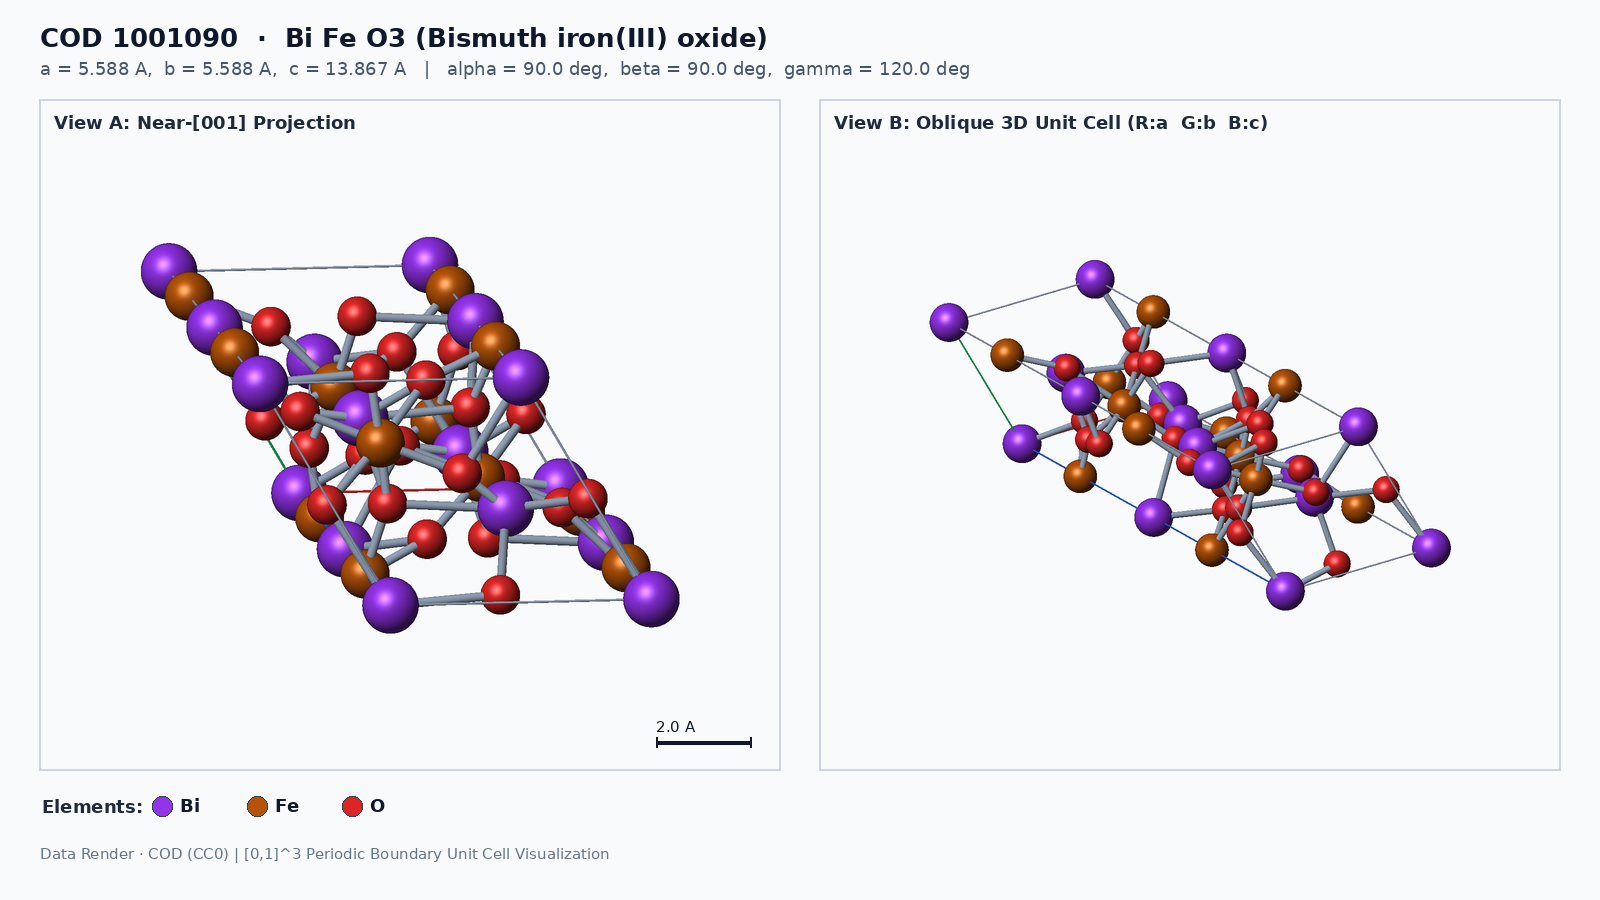 COD 1001090  ·  Bi Fe O3 (Bismuth iron(III) oxide)
a = 5.588 A,  b = 5.588 A,  c = 13.867 A   |   alpha = 90.0 deg,  beta = 90.0 deg,  gamma = 120.0 deg
View A: Near-[001] Projection
View B: Oblique 3D Unit Cell (R:a  G:b  B:c)
2.0 A
Elements: Bi Fe O
Data Render · COD (CC0) | [0,1]^3 Periodic Boundary Unit Cell Visualization